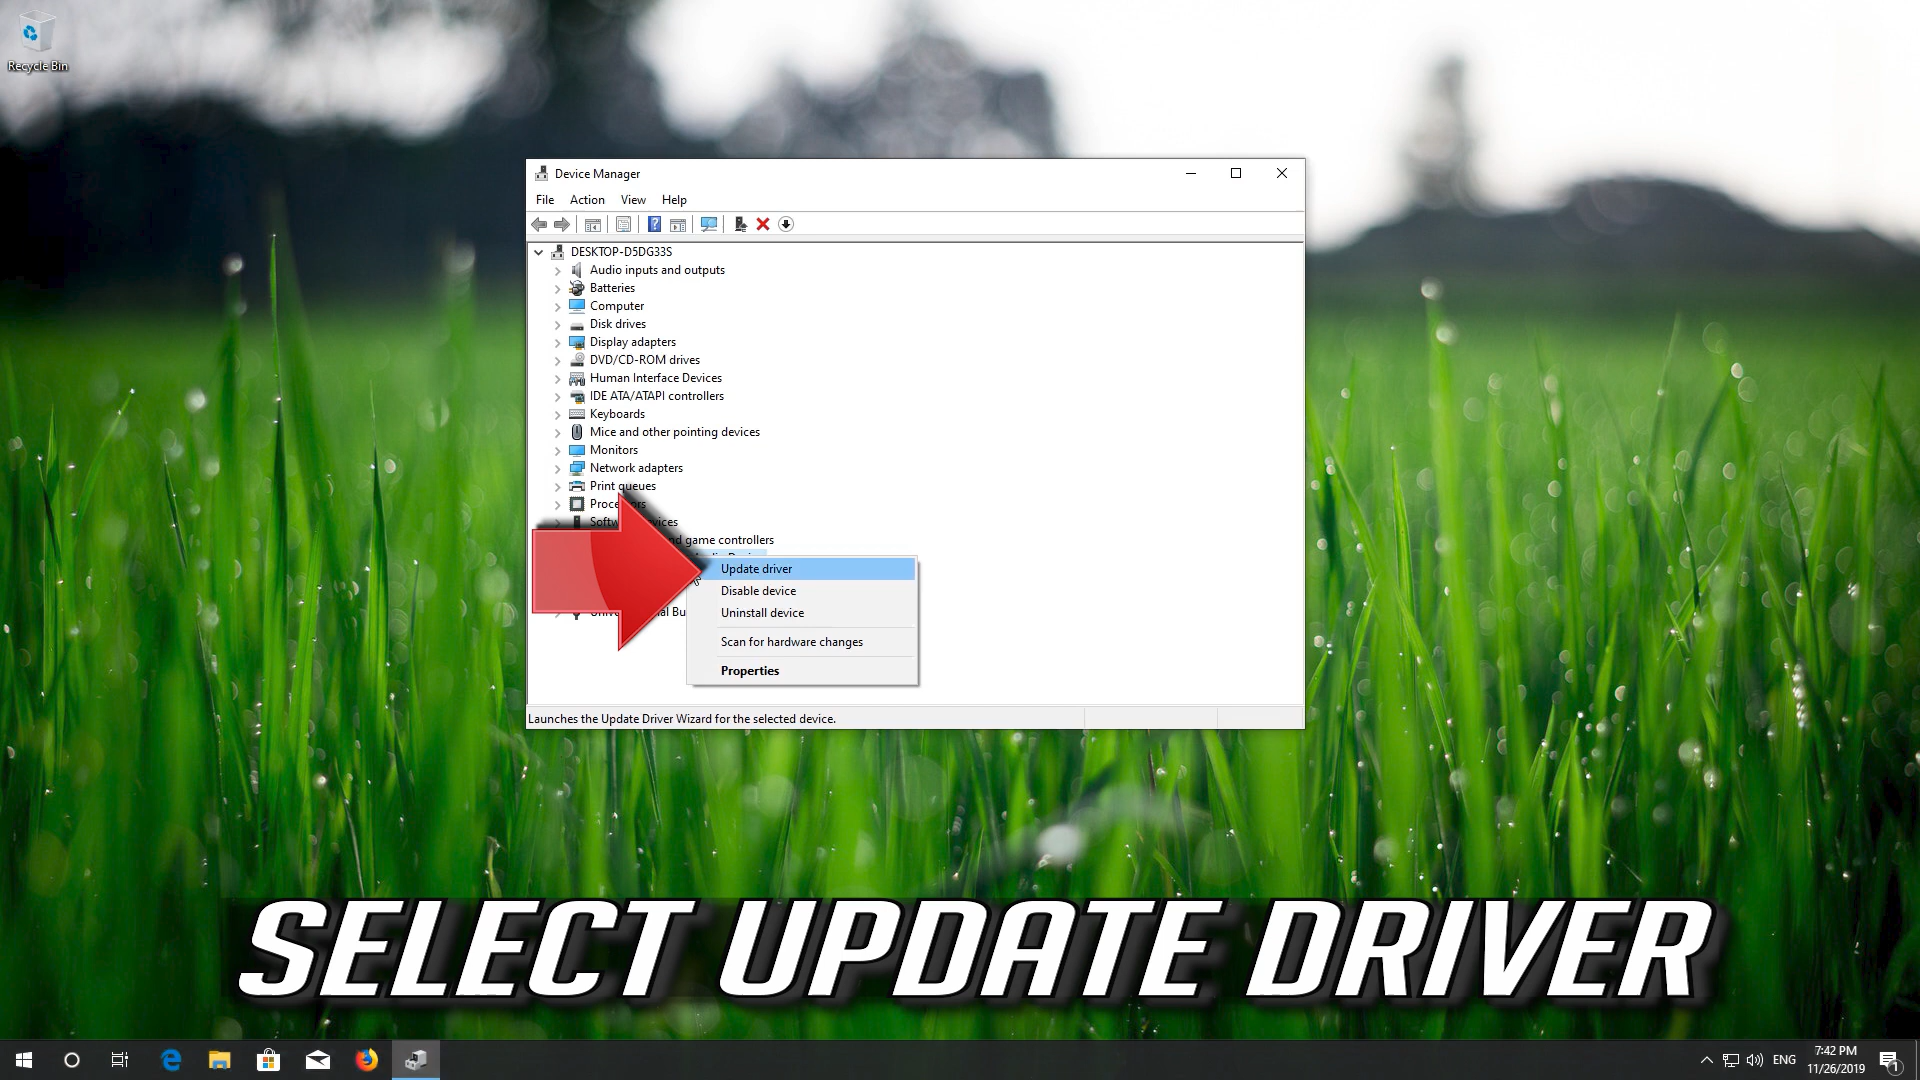 Recycle Bin
Device Manager
File Action View Help
DESKTOP-D5DG33S
Audio inputs and outputs
Batteries
Computer
Disk drives
Display adapters
DVD/CD-ROM drives
Human Interface Devices
IDE ATA/ATAPI controllers
Keyboards
Mice and other pointing devices
Monitors
Network adapters
Print queues
game controllers
Update driver
Disable device
Uninstall device
Scan for hardware changes
Properties
Launches the Update Driver Wizard for the selected device.
SELECT UPDATE DRIVER
ENG
7:42 PM
11/26/2019
1